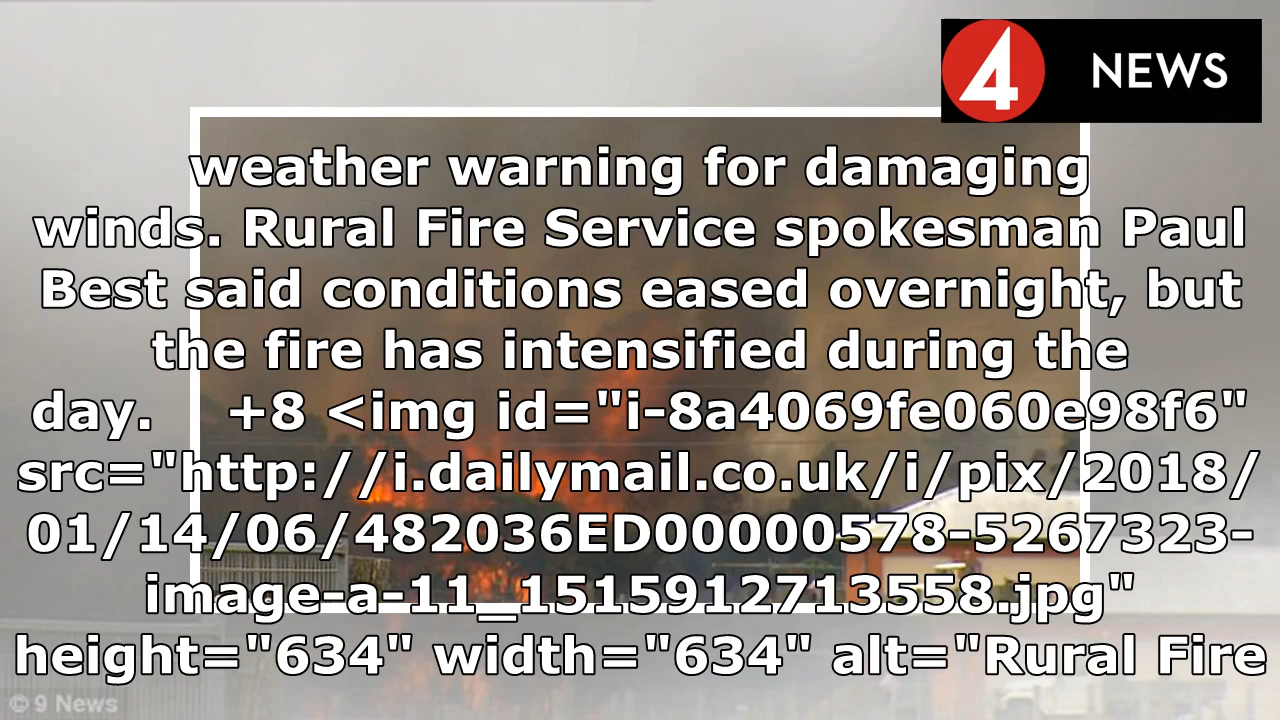 4 NEWS
weather warning for damaging
winds. Rural Fire Service spokesman Paul
Best said conditions eased overnight, but
the fire has intensified during the
day. +8 <img id="i-8a4069fe060e98f6"
src="http://i.dailymail.co.uk/i/pix/2018/
01/14/06/482036ED00000578-5267323-
image-a-11_1515912713558.jpg"
height="634" width="634" alt="Rural Fire
© 9 News